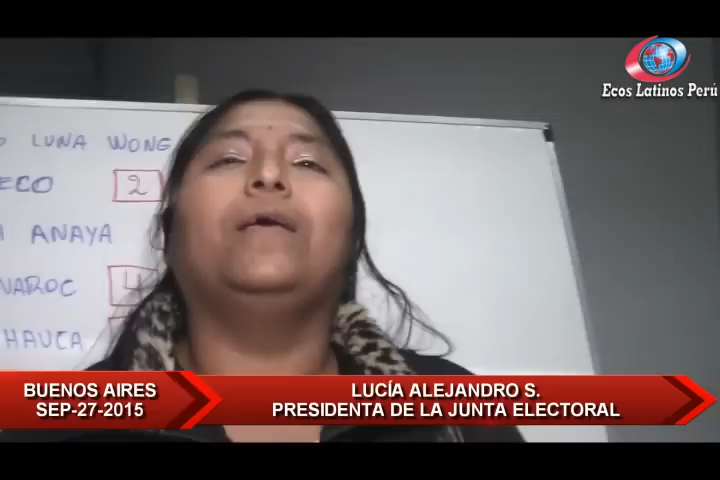 Ecos Latinos Perú
LUNA WONG
ECO 2
ANAYA
4
HAUCA
BUENOS AIRES
SEP-27-2015
LUCÍA ALEJANDRO S.
PRESIDENTA DE LA JUNTA ELECTORAL